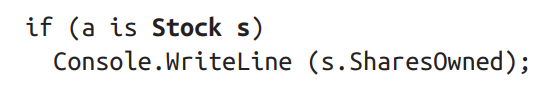 if (a is Stock s)
  Console.WriteLine (s.SharesOwned);